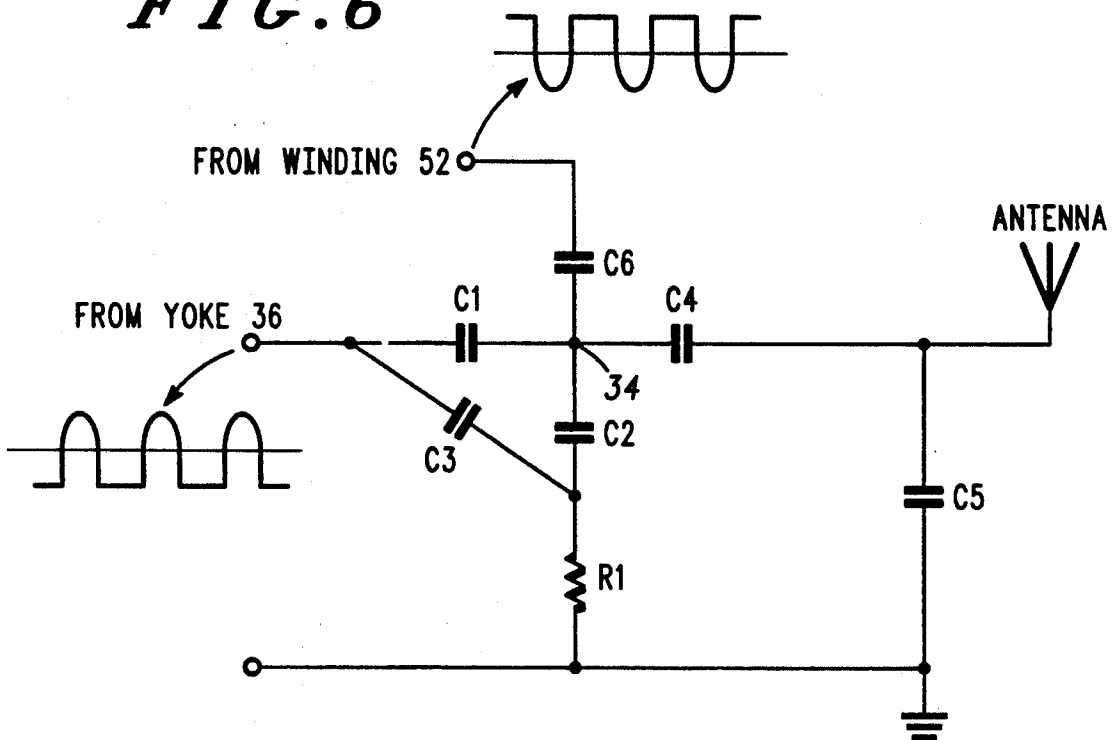 FIG.6
FROM WINDING 52
ANTENNA
C6
C1
C4
FROM YOKE 36
34
C2
C3
C5
R1